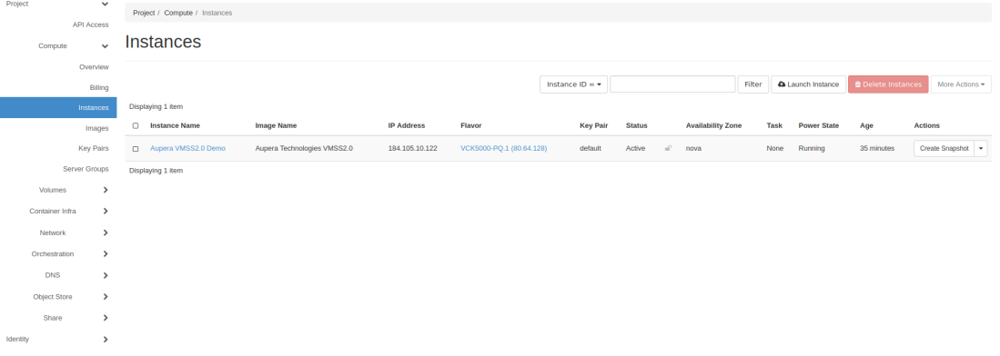 Project
API Access
Compute
Overview
Billing
Instances
Images
Key Pairs
Server Groups
Volumes
Container Infra
Network
Orchestration
DNS
Object Store
Share
Identity
Project / Compute / Instances
Instances
Instance ID = Filter Launch Instance Delete Instances More Actions
Displaying 1 item
Instance Name Image Name IP Address Flavor Key Pair Status Availability Zone Task Power State Age Actions
Aupera VMSS2.0 Demo Aupera Technologies VMSS2.0 184.105.10.122 VCK5000-PQ.1 (80.64.128) default Active nova None Running 35 minutes Create Snapshot
Displaying 1 item